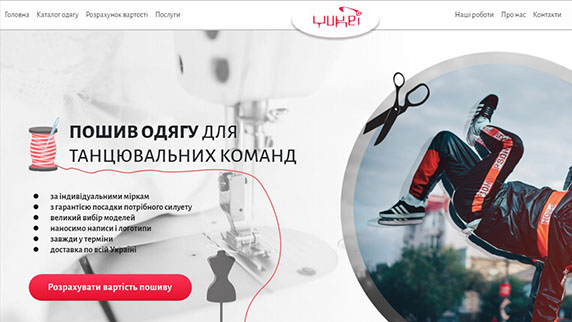 Головна Каталог одягу Розрахунок вартості Послуги
yukei
Наші роботи Про нас Контакти
ПОШИВ ОДЯГУ ДЛЯ
ТАНЦЮВАЛЬНИХ КОМАНД
за індивідуальними мірками
з гарантією посадки потрібного силуету
великий вибір моделей
наносимо написи і логотипи
завжди у терміни
доставка по всій Україні
Розрахувати вартість пошиву